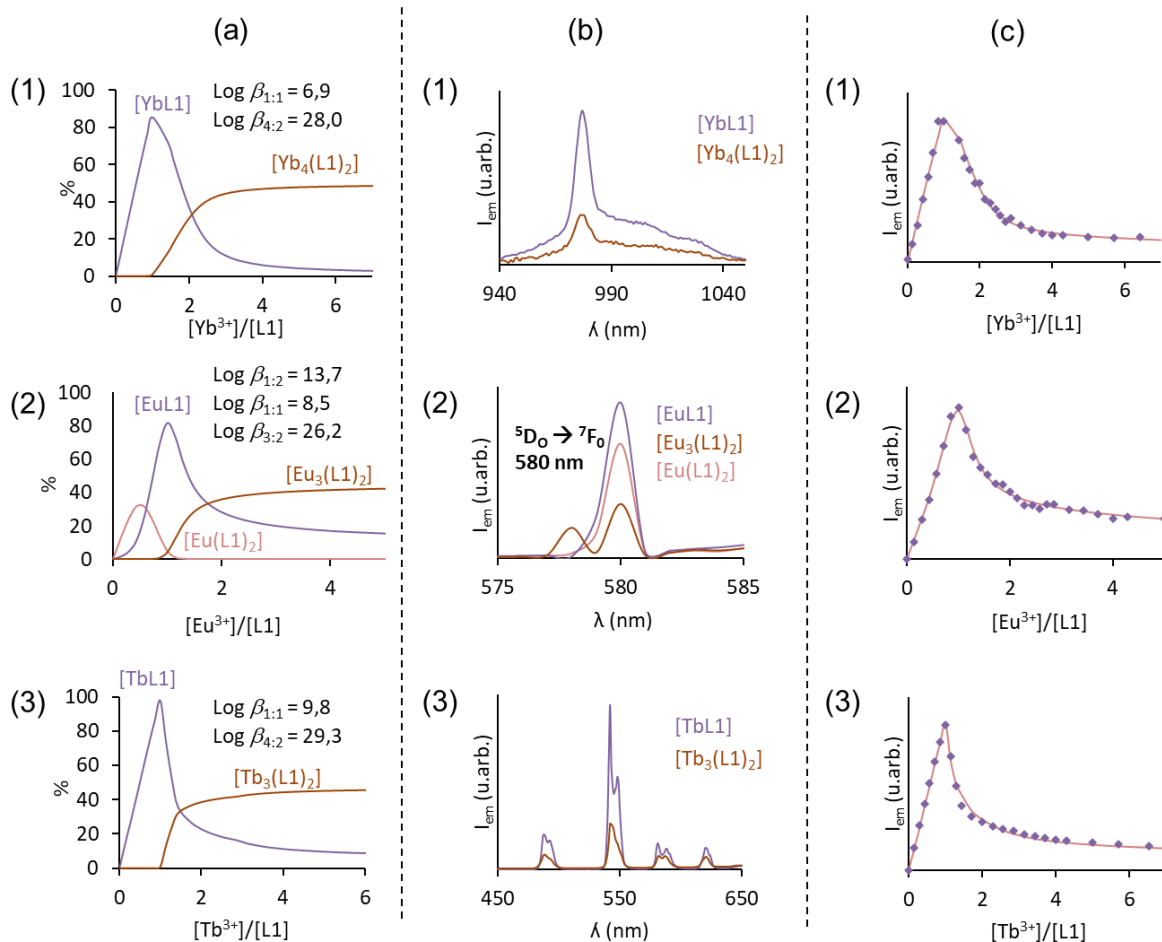 (a)
(b)
(c)
(1)
100
80
60
40
20
0
%
[YbL1]
Log β1:1 = 6,9
Log β4:2 = 28,0
[Yb4(L1)2]
0 2 4 6
[Yb³⁺]/[L1]
(1)
Iem (u.arb.)
[YbL1]
[Yb4(L1)2]
940 990 1040
ʎ (nm)
(1)
Iem (u.arb.)
0 2 4 6
[Yb³⁺]/[L1]
(2)
100
80
60
40
20
0
%
Log β1:2 = 13,7
[EuL1]
Log β1:1 = 8,5
Log β3:2 = 26,2
[Eu3(L1)2]
[Eu(L1)2]
0 2 4
[Eu³⁺]/[L1]
(2)
Iem (u.arb.)
⁵DO → ⁷F0
580 nm
[EuL1]
[Eu3(L1)2]
[Eu(L1)2]
575 580 585
λ (nm)
(2)
Iem (u.arb.)
0 2 4
[Eu³⁺]/[L1]
(3)
[TbL1]
100
80
60
40
20
0
%
Log β1:1 = 9,8
Log β4:2 = 29,3
[Tb3(L1)2]
0 2 4 6
[Tb³⁺]/[L1]
(3)
Iem (u.arb.)
[TbL1]
[Tb3(L1)2]
450 550 650
ʎ (nm)
(3)
Iem (u.arb.)
0 2 4 6
[Tb³⁺]/[L1]